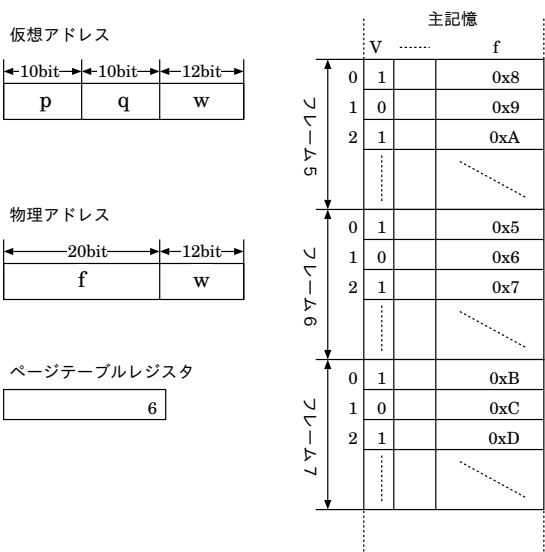 仮想アドレス
10bit 10bit 12bit
p q w
物理アドレス
20bit 12bit
f w
ページテーブルレジスタ
6
主記憶
V f
フレーム5
0 1 0x8
1 0 0x9
2 1 0xA
フレーム6
0 1 0x5
1 0 0x6
2 1 0x7
フレーム7
0 1 0xB
1 0 0xC
2 1 0xD